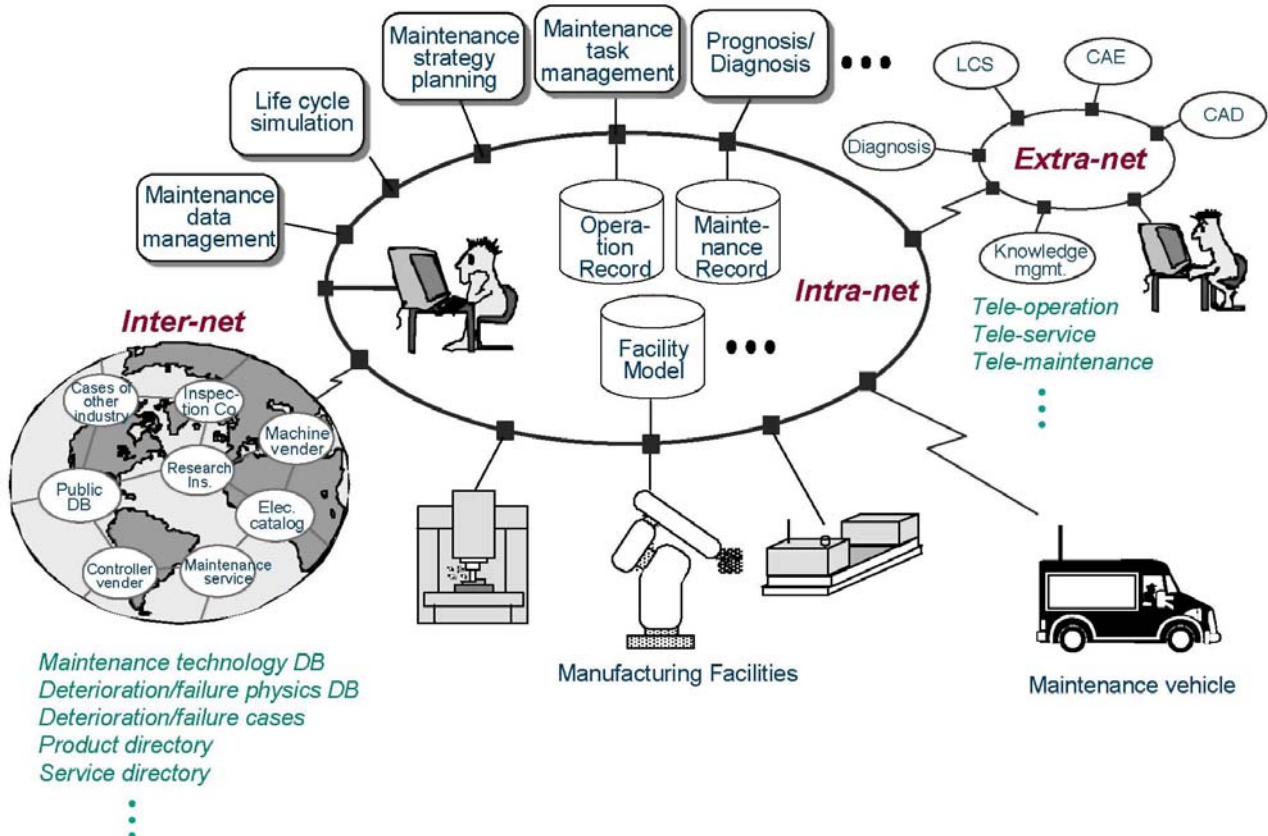 Maintenance
strategy
planning
Maintenance
task
management
Prognosis/
Diagnosis
LCS
CAE
CAD
Life cycle
simulation
Diagnosis
Extra-net
Maintenance
data
management
Opera-
tion
Record
Mainte-
nance
Record
Knowledge
mgmt.
Intra-net
Tele-operation
Tele-service
Tele-maintenance
Inter-net
Facility
Model
Cases of
other
industry
Inspec-
tion Co
Machine
vender
Research
Ins.
Public
DB
Elec.
catalog
Controller
vender
Maintenance
service
Manufacturing Facilities
Maintenance vehicle
Maintenance technology DB
Deterioration/failure physics DB
Deterioration/failure cases
Product directory
Service directory